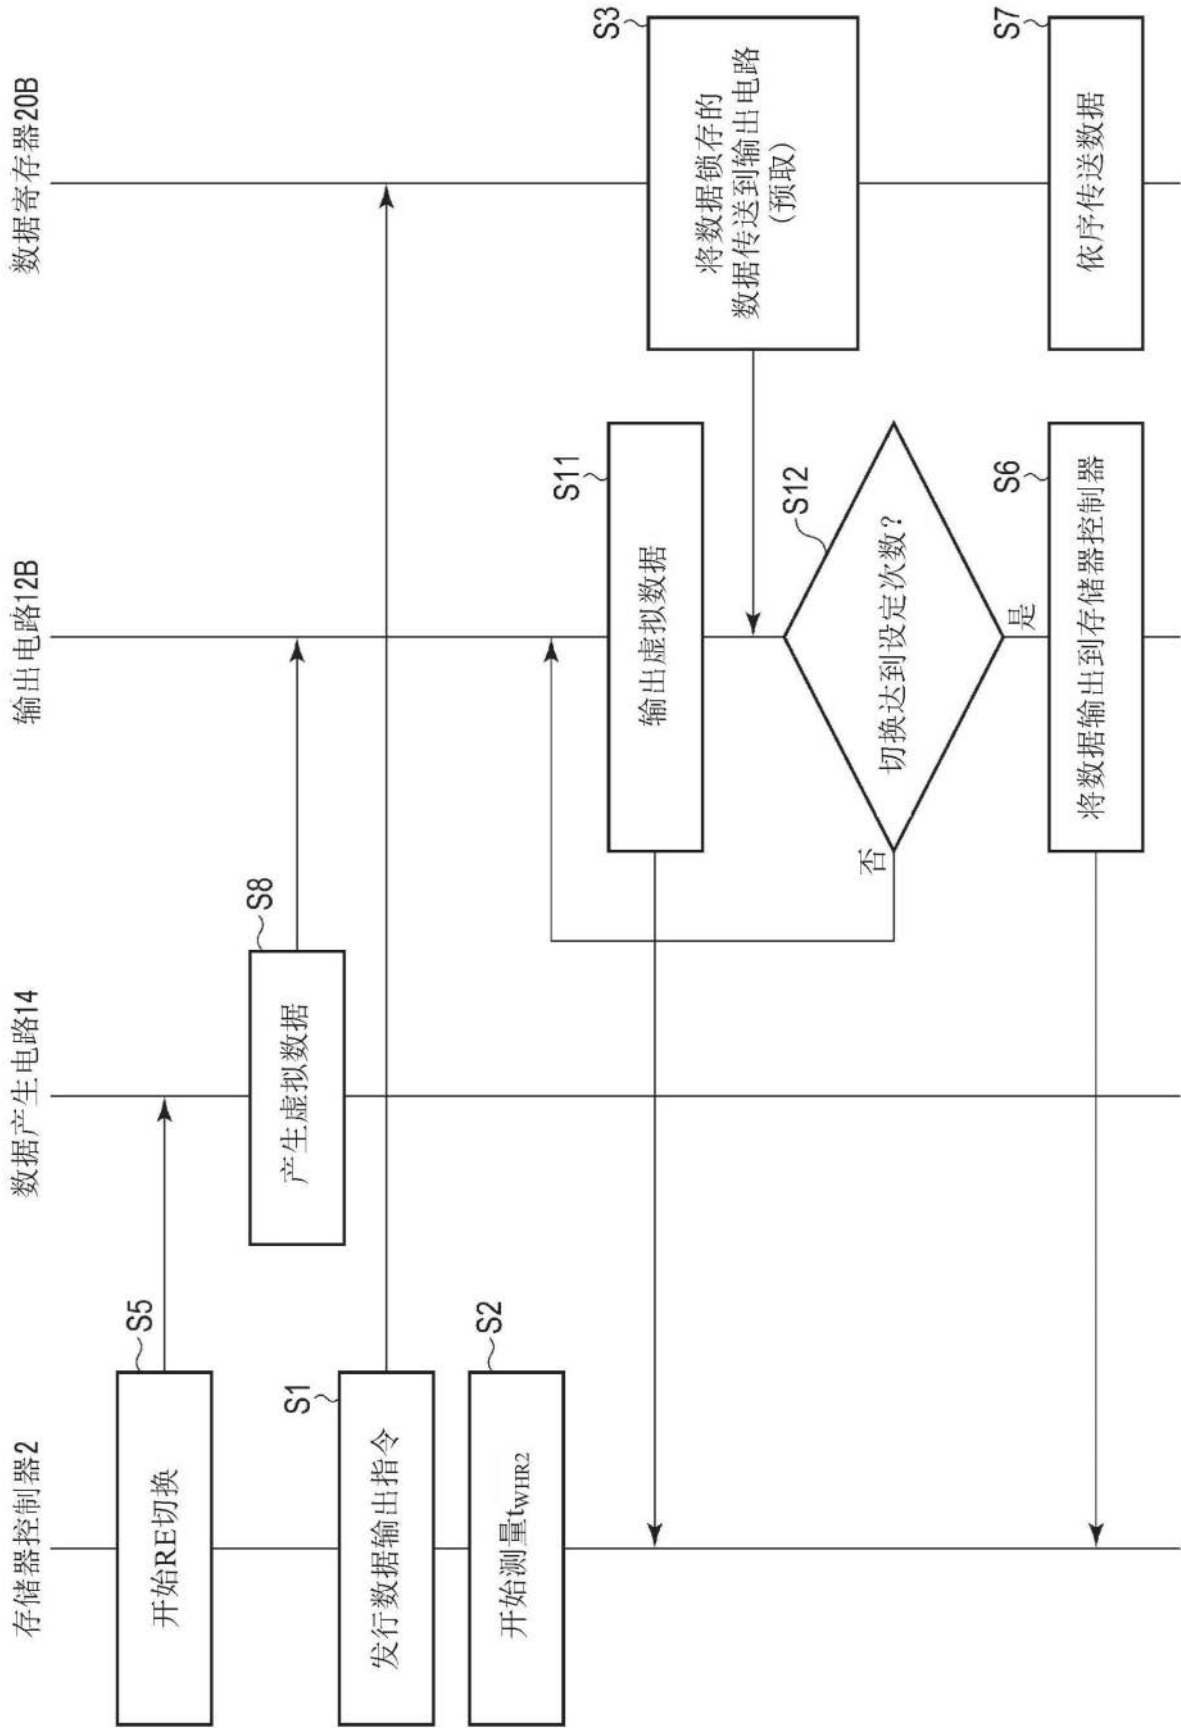 存储器控制器2
数据产生电路14
输出电路12B
数据寄存器20B
S5
开始RE切换
S8
产生虚拟数据
S1
发行数据输出指令
S2
开始测量tWHR2
S11
输出虚拟数据
S3
将数据锁存的
数据传送到输出电路
(预取)
S12
切换达到设定次数？
否
是
S6
将数据输出到存储器控制器
S7
依序传送数据